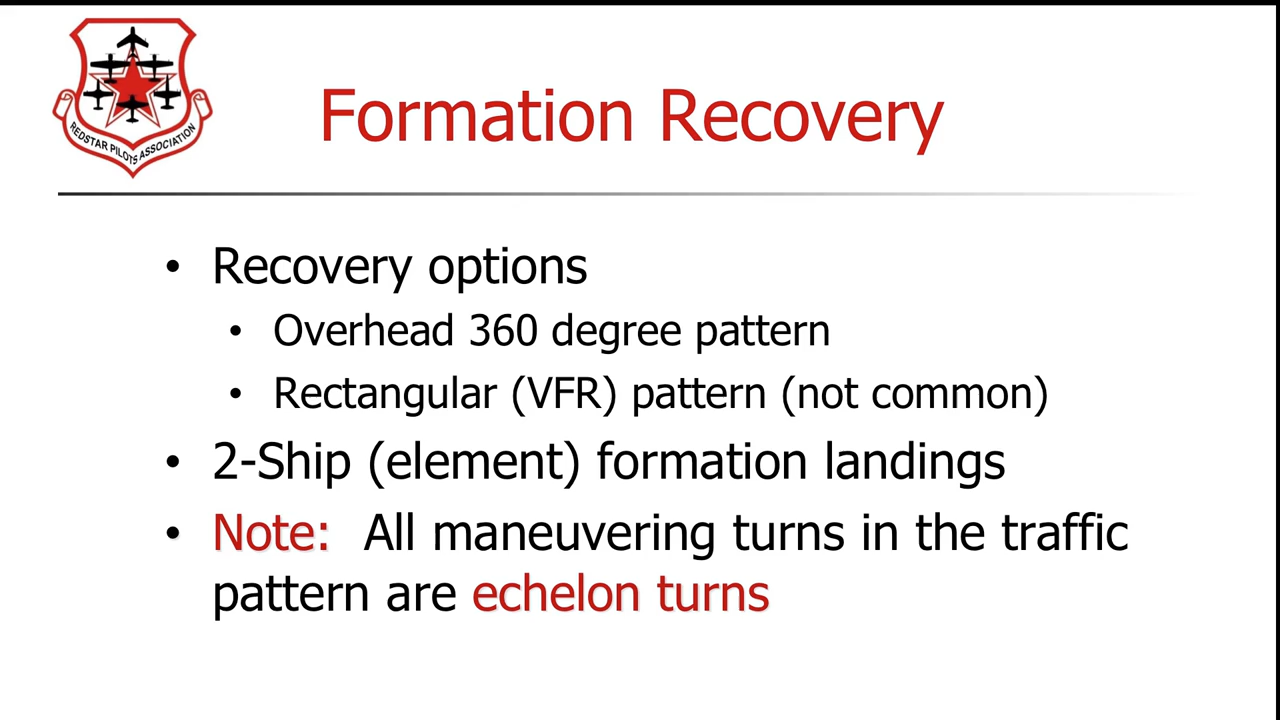 REDSTAR PILOTS ASSOCIATION
Formation Recovery
• Recovery options
• Overhead 360 degree pattern
• Rectangular (VFR) pattern (not common)
• 2-Ship (element) formation landings
• Note: All maneuvering turns in the traffic
pattern are echelon turns